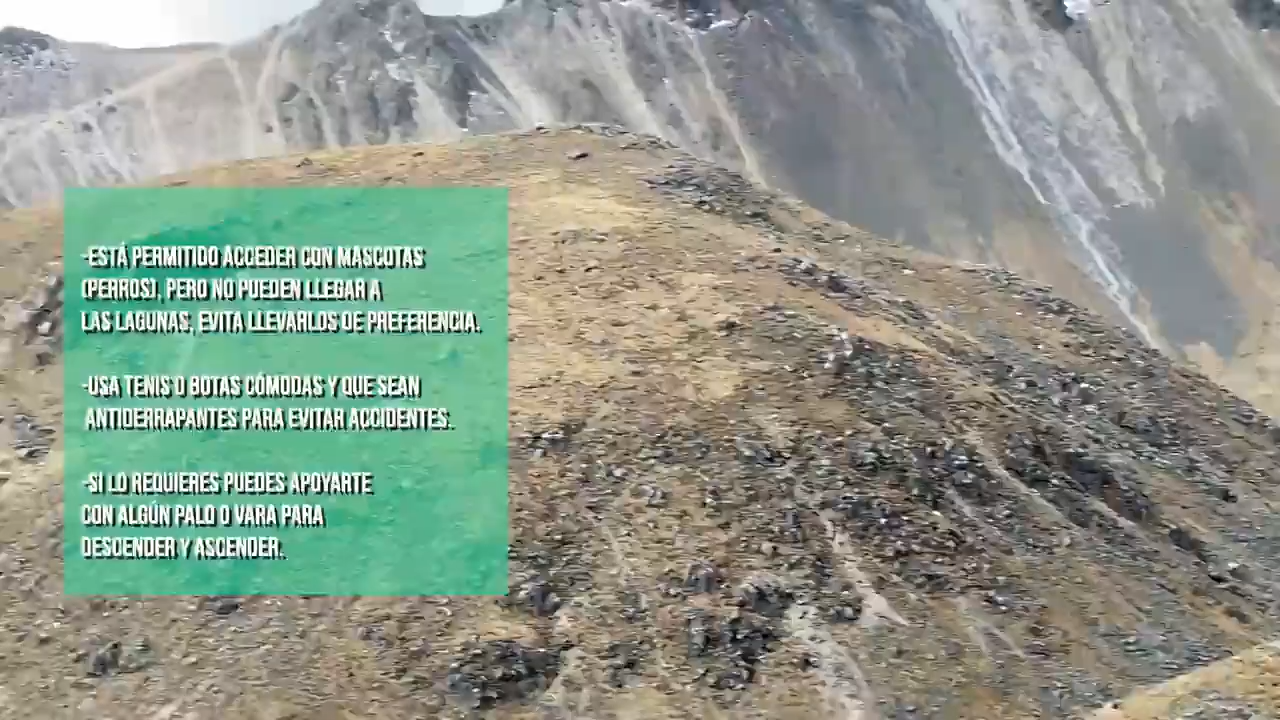 -ESTÁ PERMITIDO ACCEDER CON MASCOTAS
(PERROS), PERO NO PUEDEN LLEGAR A
LAS LAGUNAS, EVITA LLEVARLOS DE PREFERENCIA.
-USA TENIS O BOTAS CÓMODAS Y QUE SEAN
ANTIDERRAPANTES PARA EVITAR ACCIDENTES.
-SI LO REQUIERES PUEDES APOYARTE
CON ALGÚN PALO O VARA PARA
DESCENDER Y ASCENDER.